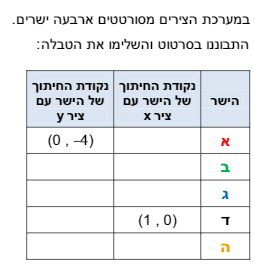 במערכת הצירים מסורטטים ארבעה ישרים.
התבוננו בסרטוט והשלימו את הטבלה:
הישר נקודת החיתוך של הישר עם ציר x נקודת החיתוך של הישר עם ציר y
א (0 , –4)
ב
ג
ד (1 , 0)
ה